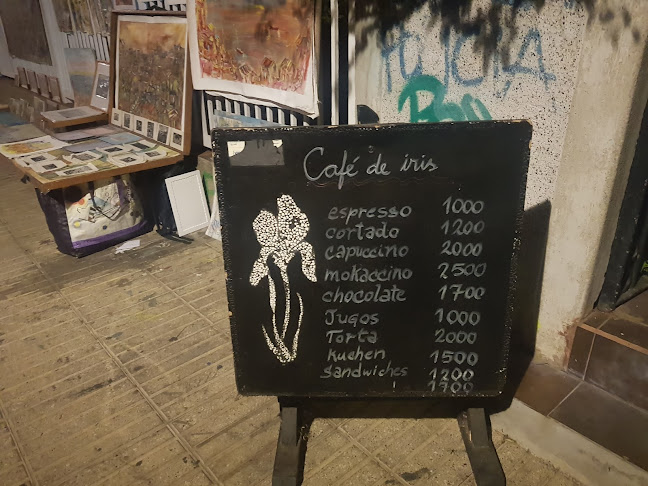 Café de iris
espresso 1000
cortado 1200
capuccino 2000
mokaccino 2500
chocolate 1700
Jugos 1000
Torta 2000
kuchen 1500
sandwiches 1200